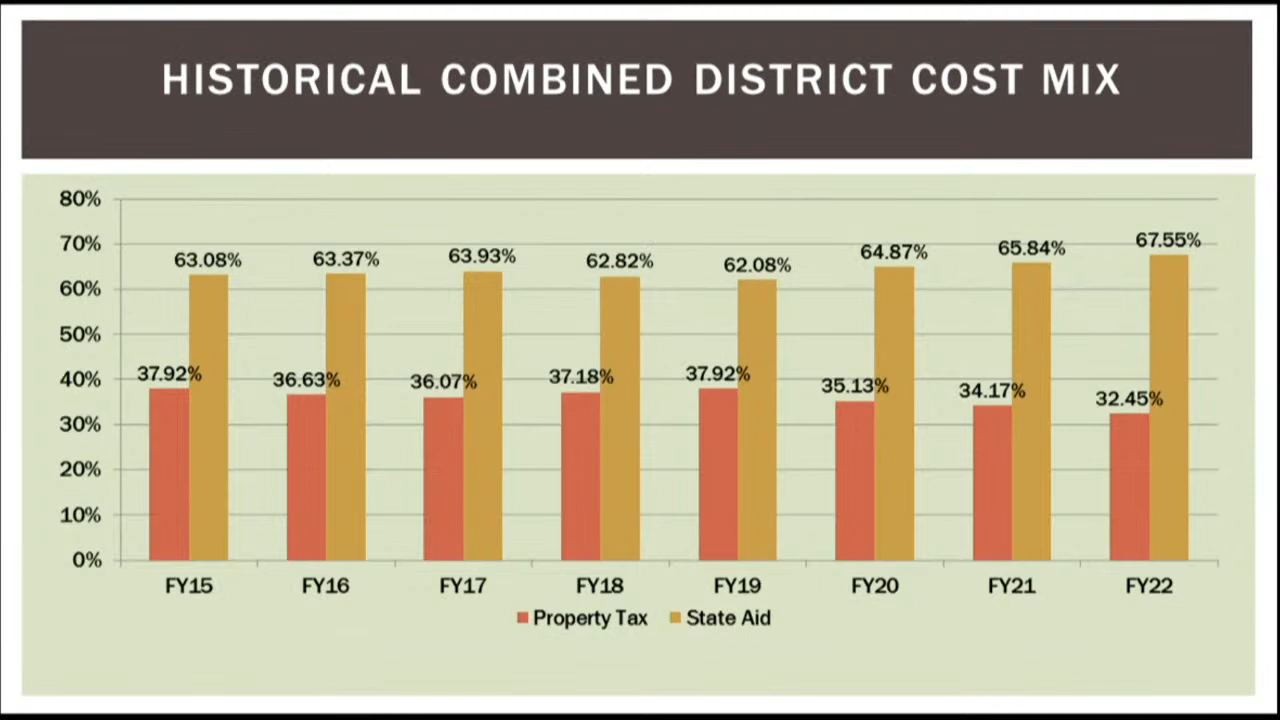 HISTORICAL COMBINED DISTRICT COST MIX
80%
70%
60%
50%
40%
30%
20%
10%
0%
63.08% 63.37% 63.93% 62.82% 62.08% 64.87% 65.84% 67.55%
37.92% 36.63% 36.07% 37.18% 37.92% 35.13% 34.17% 32.45%
FY15 FY16 FY17 FY18 FY19 FY20 FY21 FY22
Property Tax State Aid